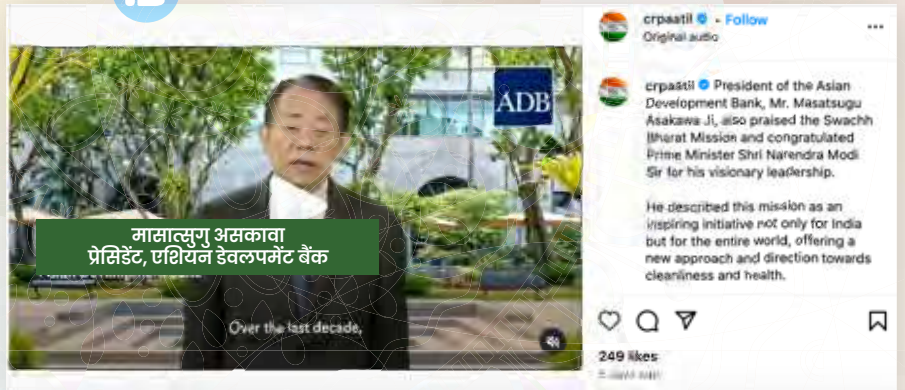 ADB
मासात्सुगु असकावा
प्रेसिडेंट, एशियन डेवलपमेंट बैंक
Over the last decade,
crpaatil • Follow
Original audio
crpaatil President of the Asian
Development Bank, Mr. Masatsugu
Asakawa Ji, also praised the Swachh
Bharat Mission and congratulated
Prime Minister Shri Narendra Modi
Sir for his visionary leadership.
He described this mission as an
inspiring initiative not only for India
but for the entire world, offering a
new approach and direction towards
cleanliness and health.
249 likes